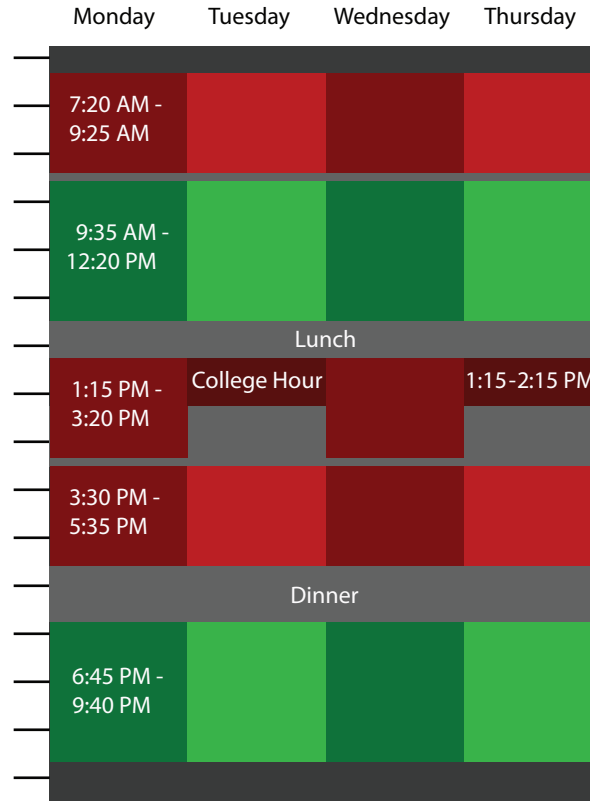 Monday Tuesday Wednesday Thursday
7:20 AM -
9:25 AM
9:35 AM -
12:20 PM
Lunch
1:15 PM -
3:20 PM
College Hour
1:15-2:15 PM
3:30 PM -
5:35 PM
Dinner
6:45 PM -
9:40 PM